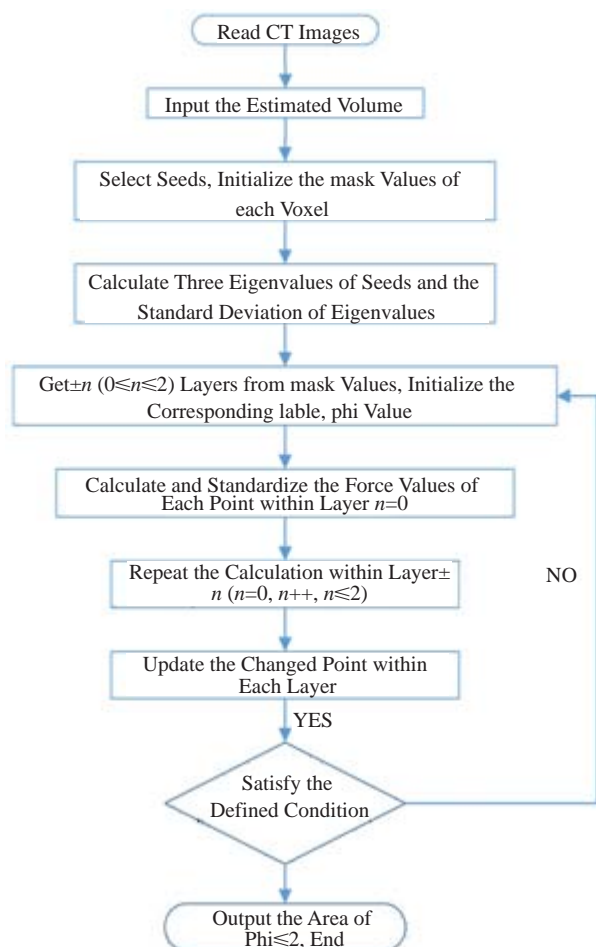 Read CT Images
Input the Estimated Volume
Select Seeds, Initialize the mask Values of
each Voxel
Calculate Three Eigenvalues of Seeds and the
Standard Deviation of Eigenvalues
Get±n (0≤n≤2) Layers from mask Values, Initialize the
Corresponding lable, phi Value
Calculate and Standardize the Force Values of
Each Point within Layer n=0
Repeat the Calculation within Layer±
n (n=0, n++, n≤2)
NO
Update the Changed Point within
Each Layer
YES
Satisfy the
Defined Condition
Output the Area of
Phi≤2, End